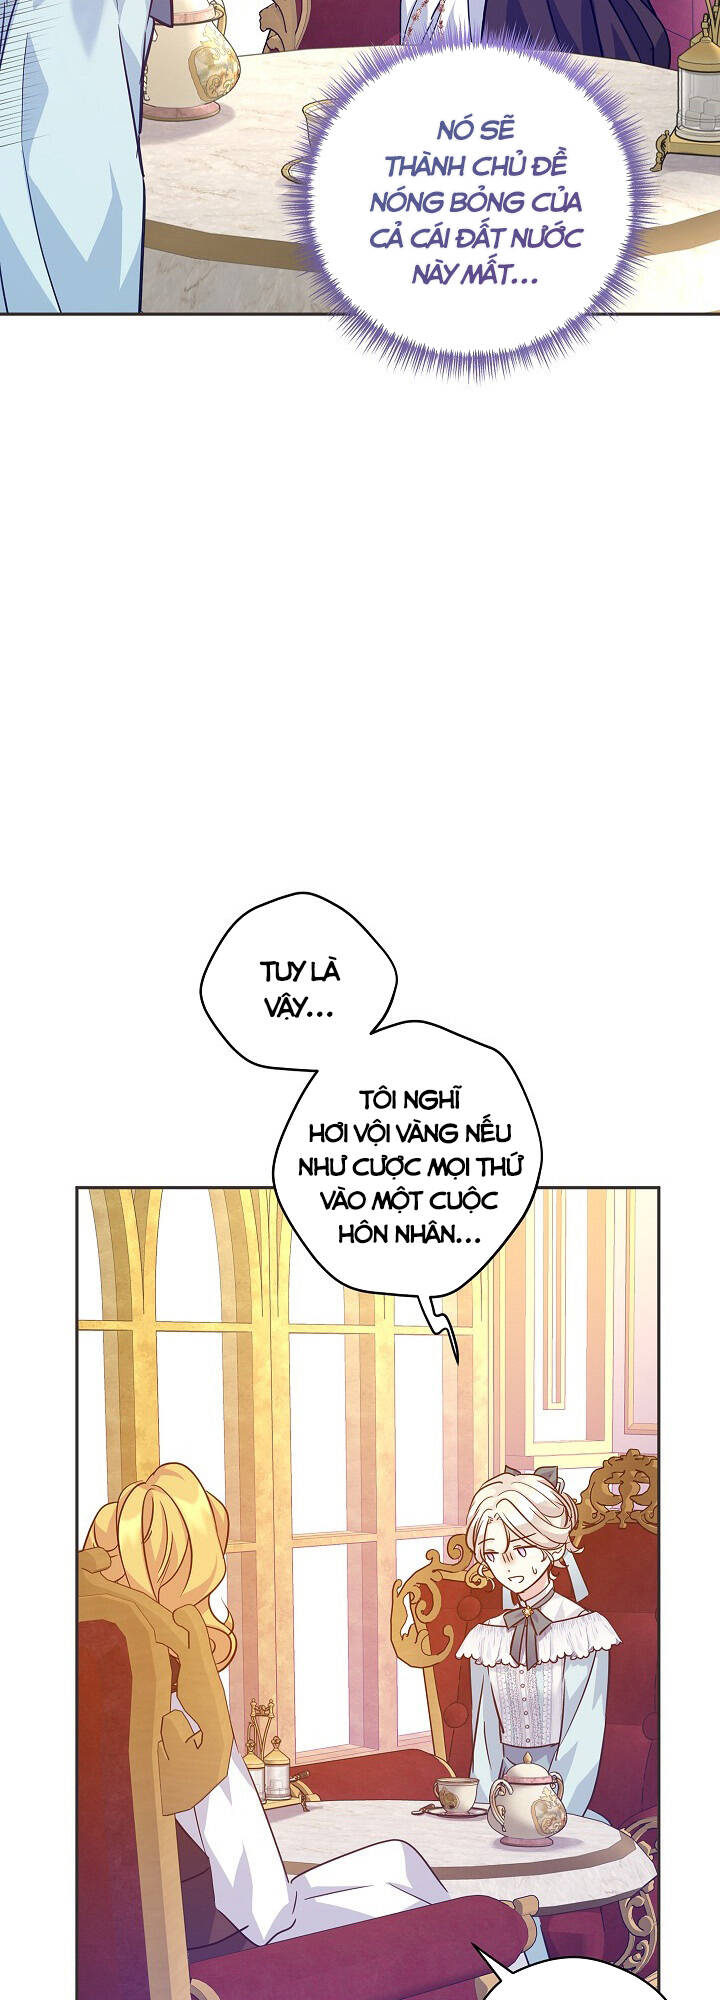 NÓ SẼ
THÀNH CHỦ ĐỀ
NÓNG BỎNG CỦA
CẢ CÁI ĐẤT NƯỚC
NÀY MẤT...
TUY LÀ
VẬY...
TÔI NGHĨ
HƠI VỘI VÀNG NẾU
NHƯ CƯỢC MỌI THỨ
VÀO MỘT CUỘC
HÔN NHÂN...